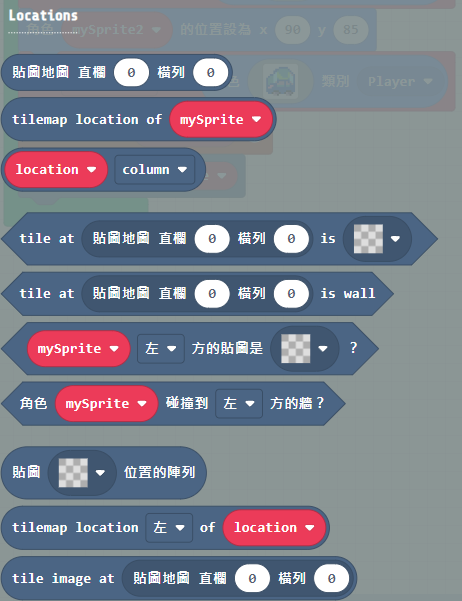 Locations
角色 mySprite2 的位置設為 x 90 y 85
類別 Player
貼圖地圖 直欄 0 橫列 0
tilemap location of mySprite
location column
tile at 貼圖地圖 直欄 0 橫列 0 is
tile at 貼圖地圖 直欄 0 橫列 0 is wall
mySprite 左 方的貼圖是 ?
角色 mySprite 碰撞到 左 方的牆?
貼圖 位置的陣列
tilemap location 左 of location
tile image at 貼圖地圖 直欄 0 橫列 0